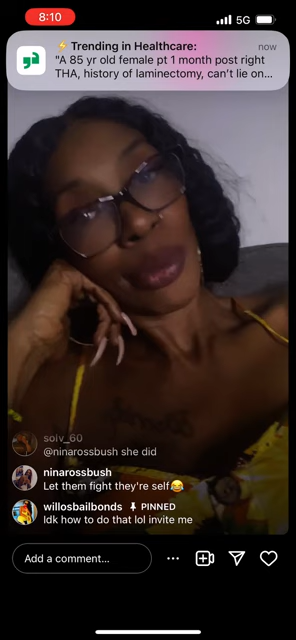 8:10
5G
⚡ Trending in Healthcare:
now
"A 85 yr old female pt 1 month post right
THA, history of laminectomy, can't lie on...
solv_60
@ninarossbush she did
ninarossbush
Let them fight they're self😂
willosbailbonds 📌 PINNED
Idk how to do that lol invite me
Add a comment...